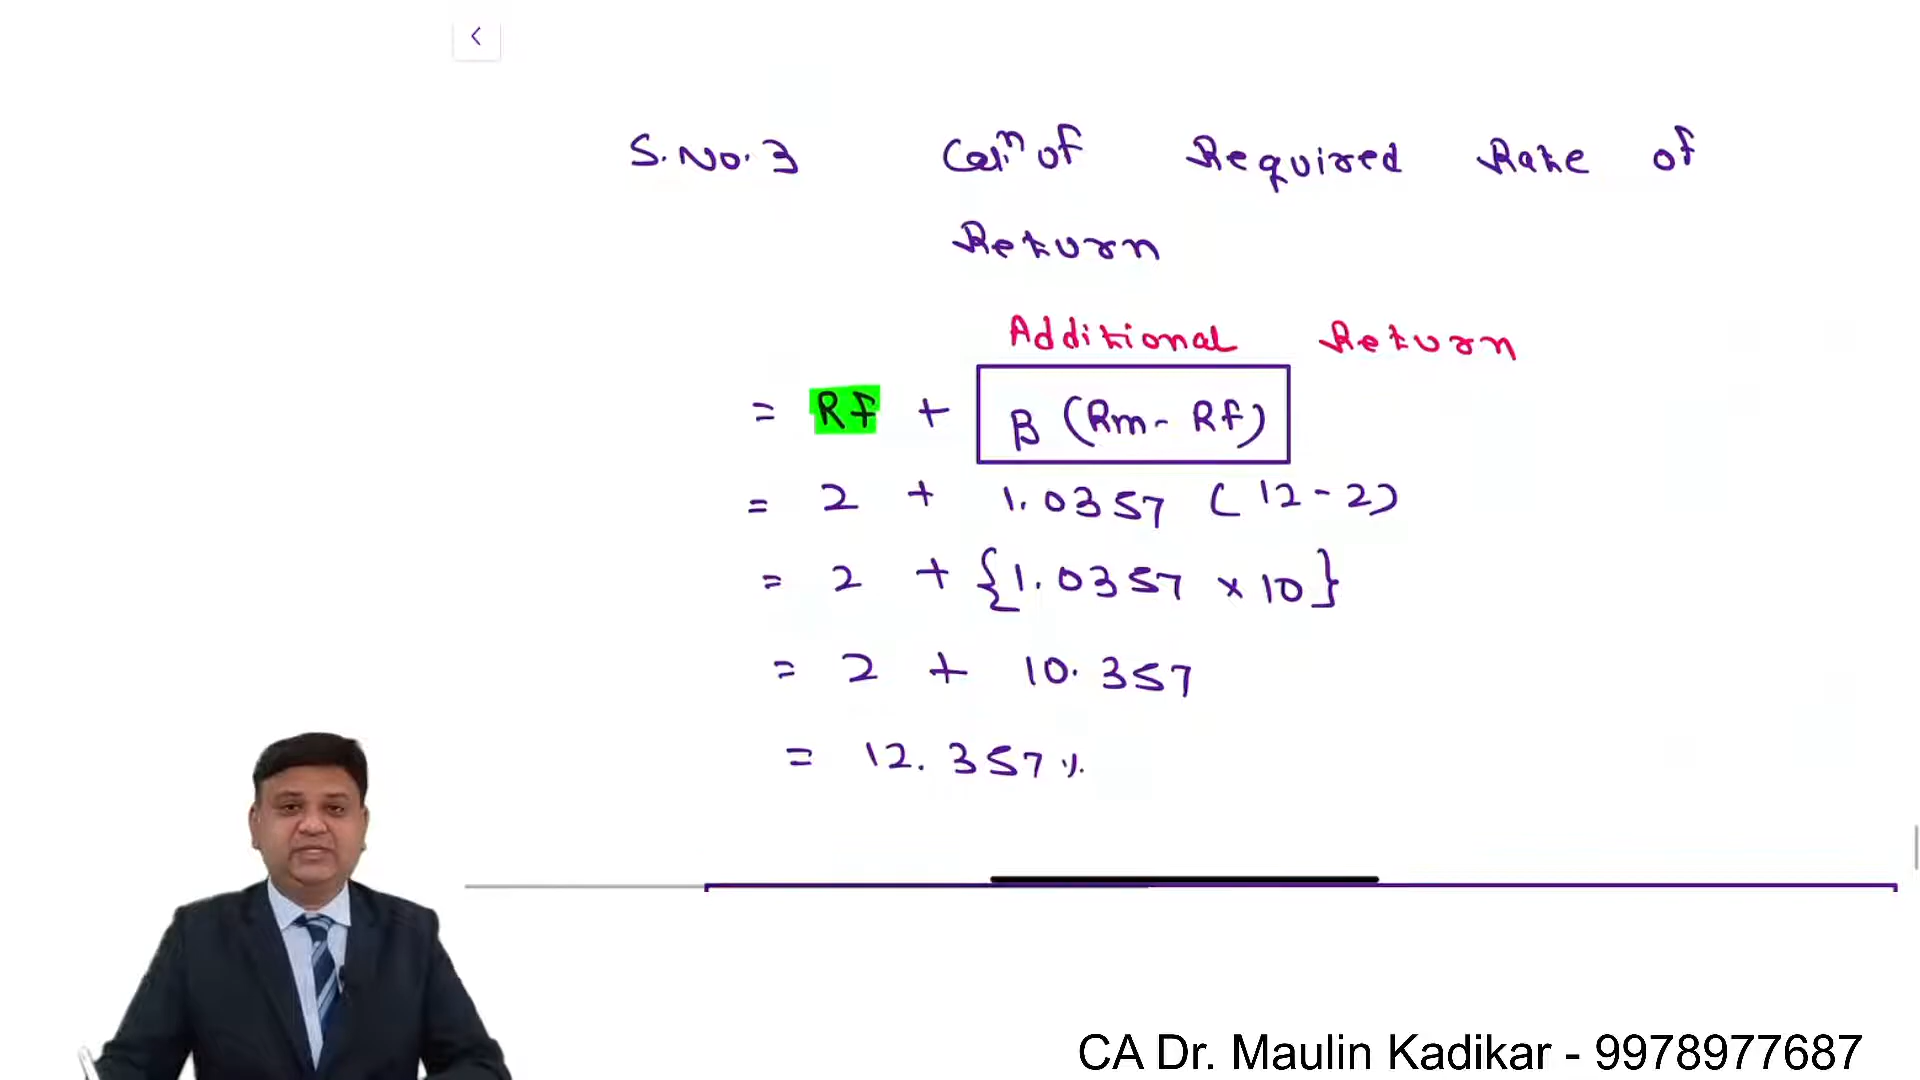 S.No.3 Calⁿ of Required Rate of
Return
Additional Return
= Rf + β (Rm - Rf)
= 2 + 1.0357 (12-2)
= 2 + {1.0357 × 10}
= 2 + 10.357
= 12.357 %
CA Dr. Maulin Kadikar - 9978977687